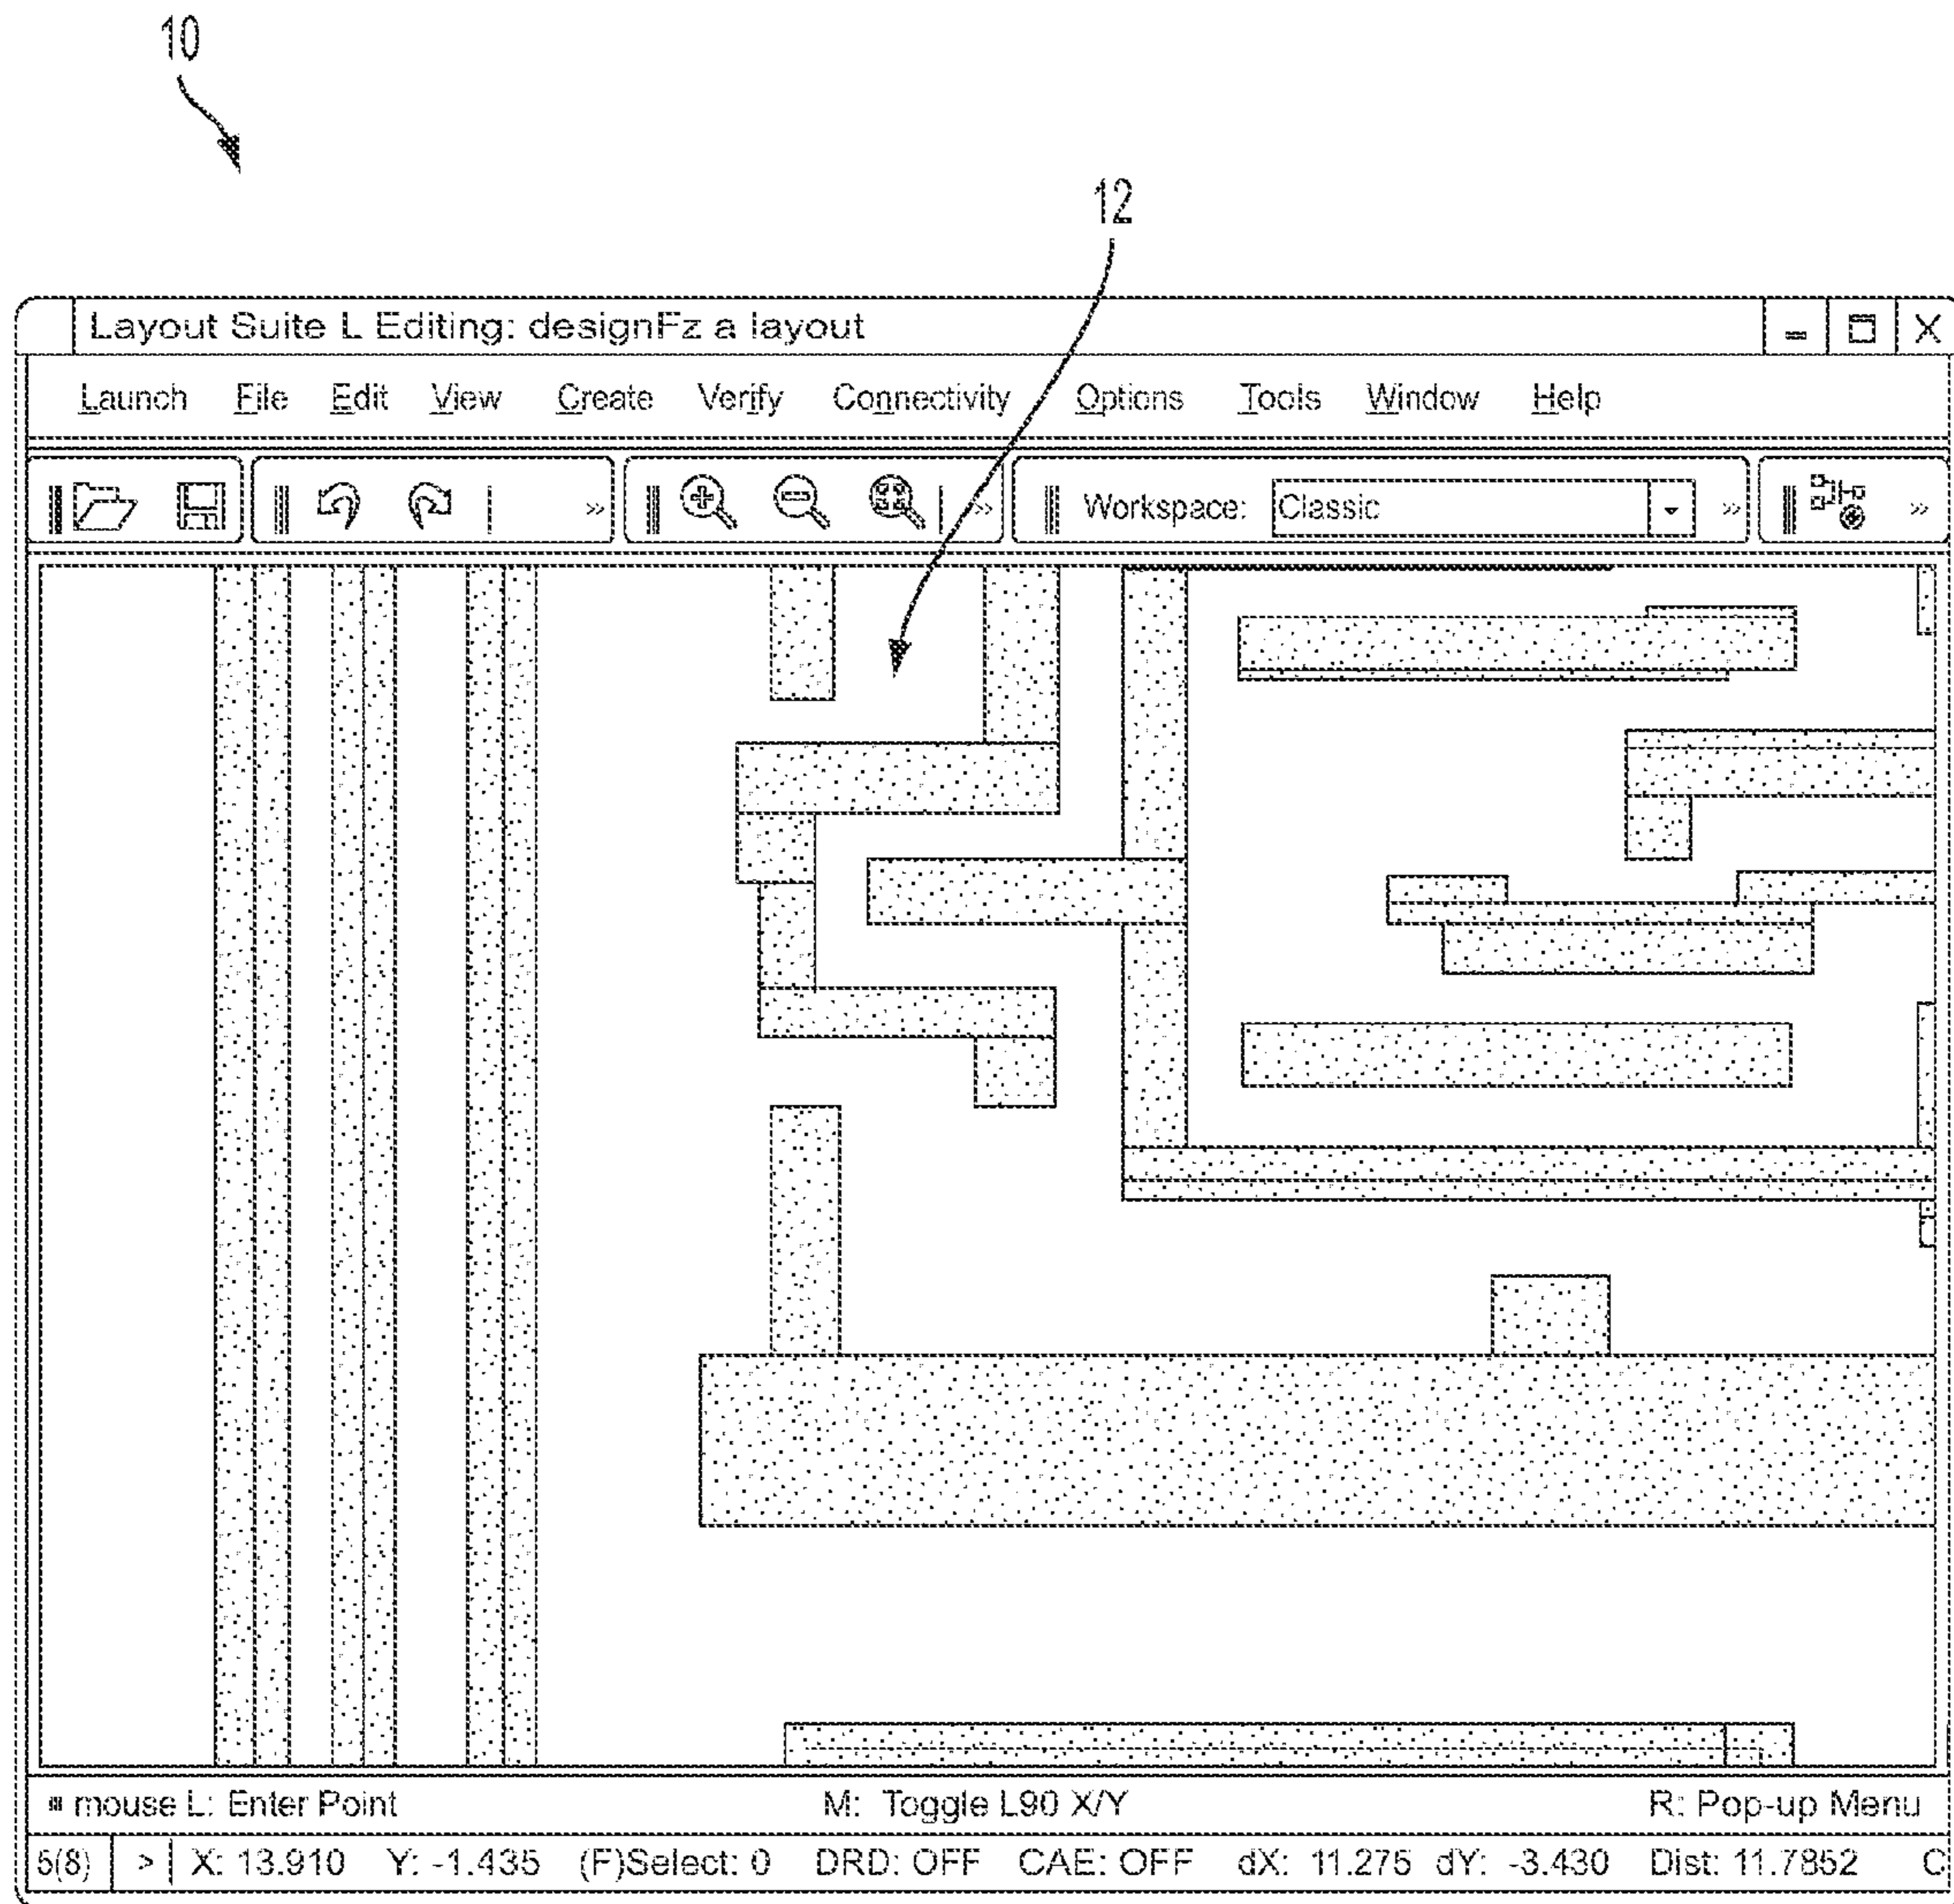 10
12
Layout Suite L Editing: designFz a layout
Launch File Edit View Create Verify Connectivity Options Tools Window Help
» » Workspace: Classic » »
mouse L: Enter Point M: Toggle L90 X/Y R: Pop-up Menu
5(8) > X: 13.910 Y: -1.435 (F)Select: 0 DRD: OFF CAE: OFF dX: 11.275 dY: -3.430 Dist: 11.7852 C